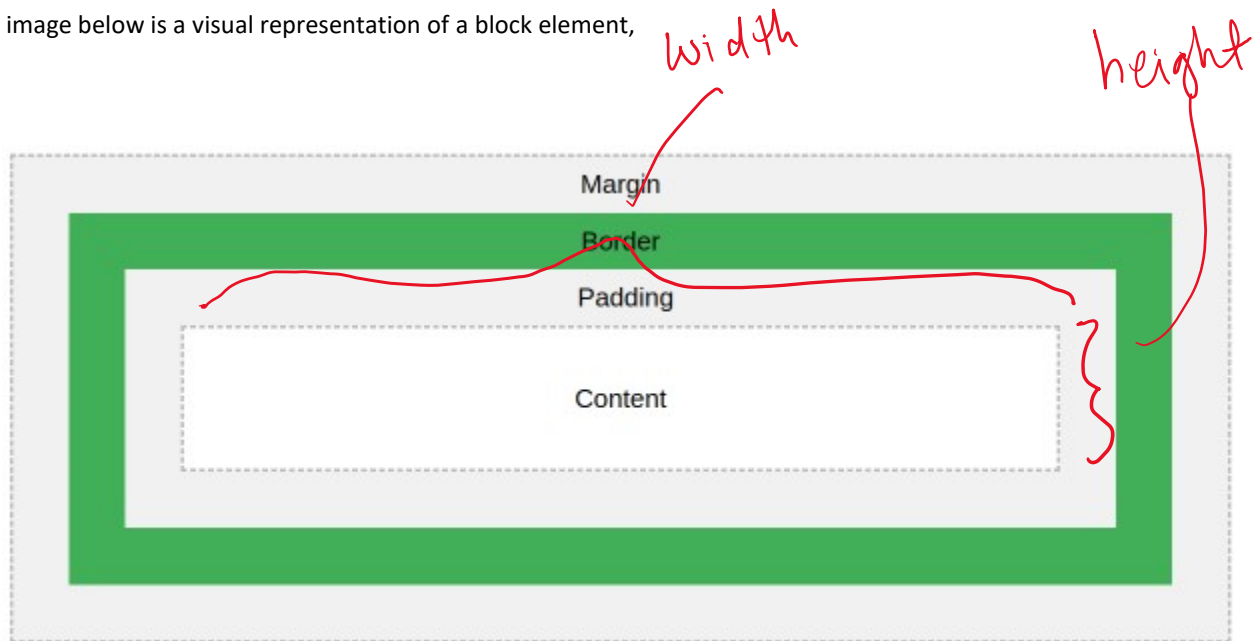 image below is a visual representation of a block element,
width
height
Margin
Border
Padding
Content